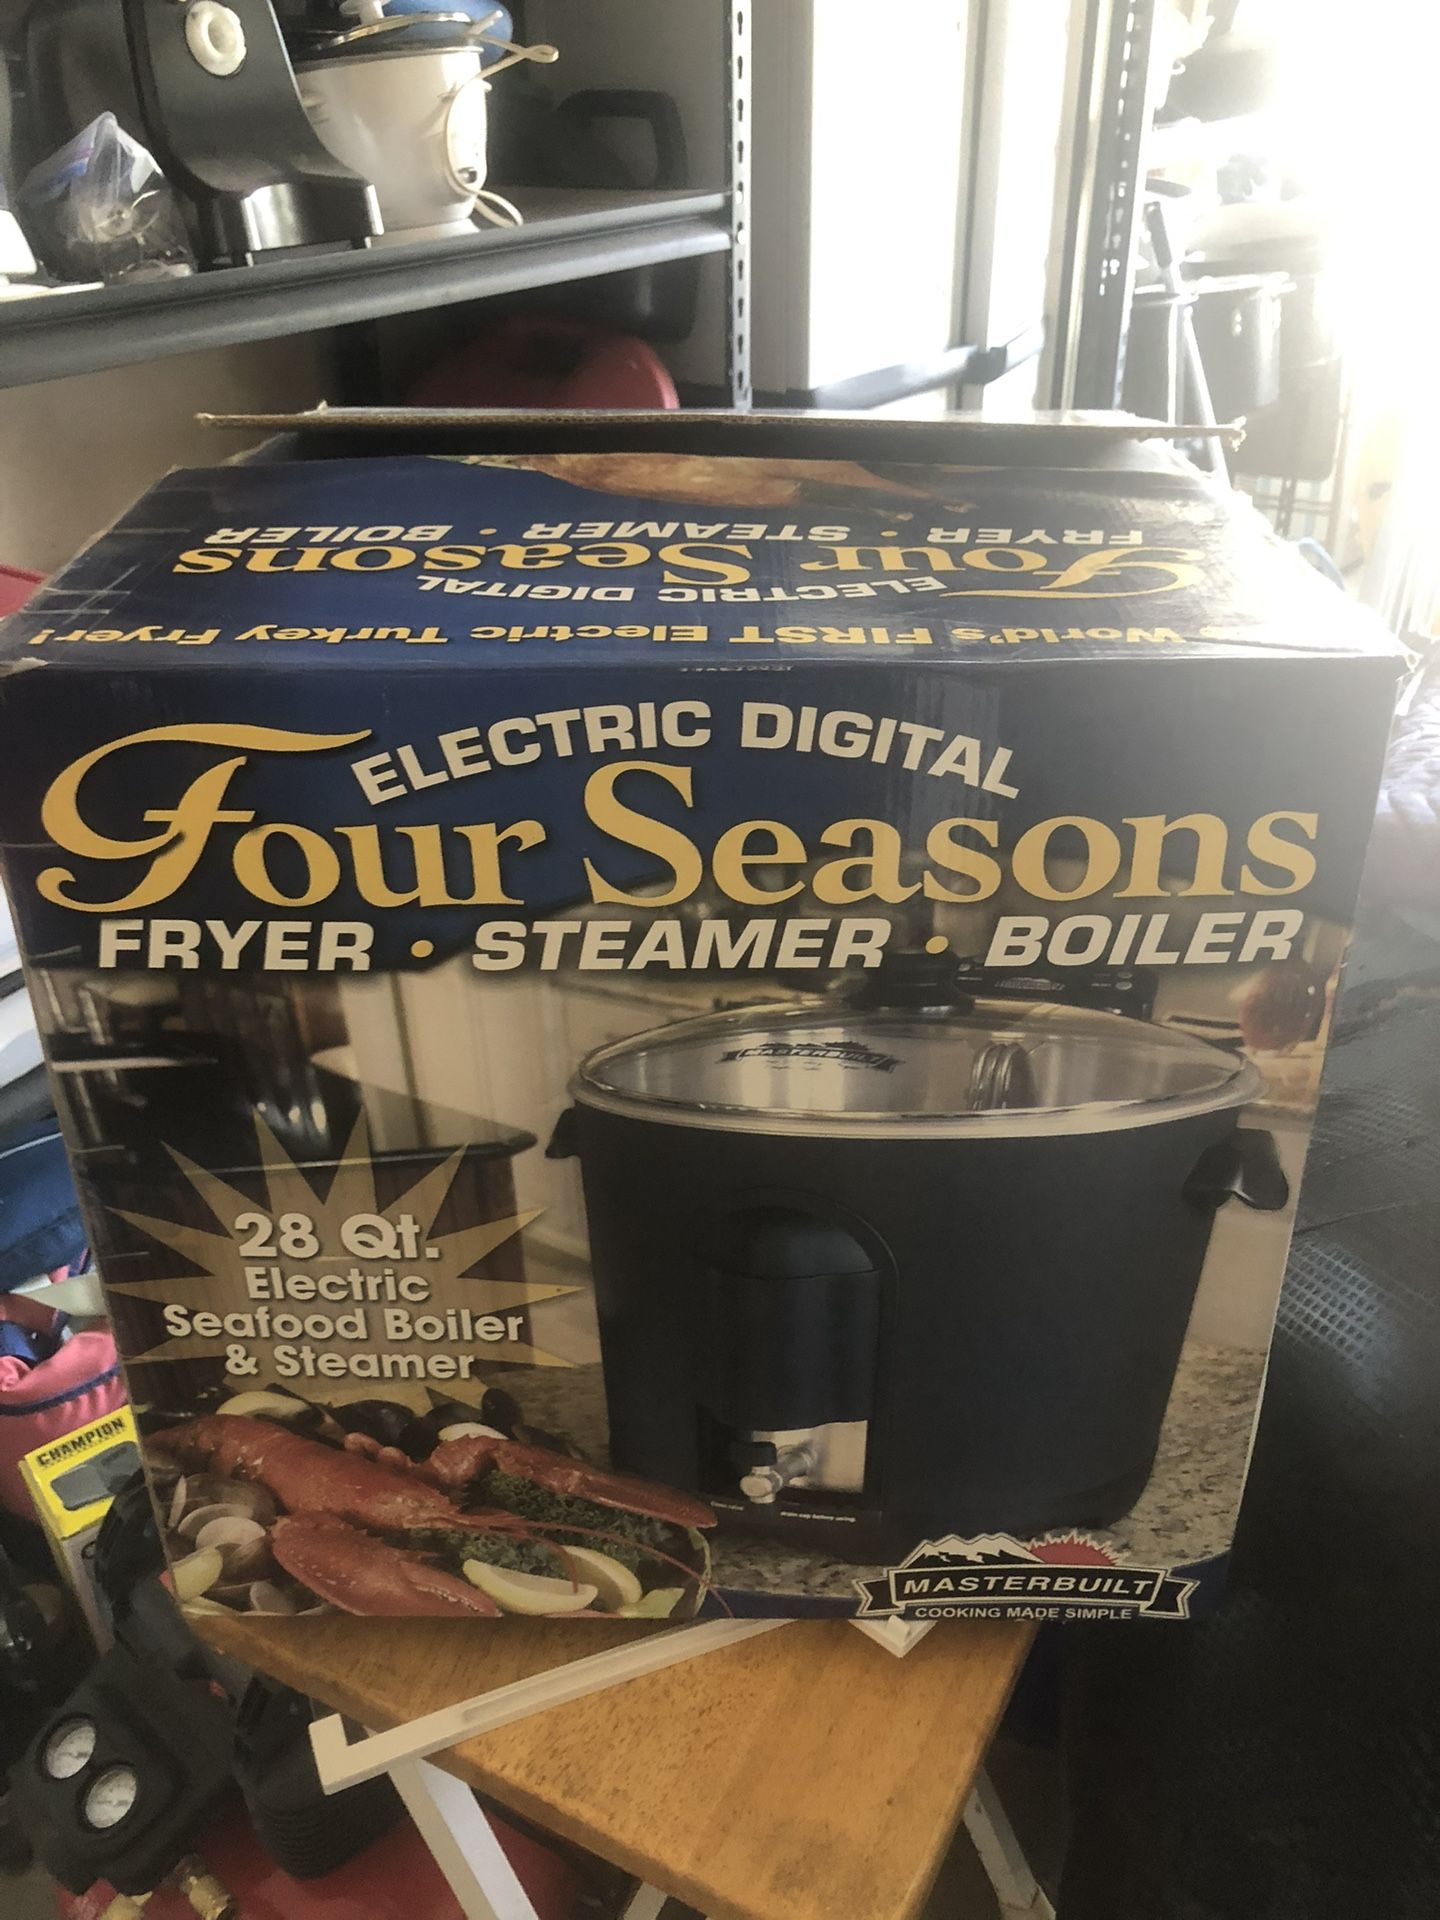 FRYER • STEAMER • BOILER
Four Seasons
ELECTRIC DIGITAL
World's FIRST Electric Turkey Fryer!
ELECTRIC DIGITAL
Four Seasons
FRYER • STEAMER • BOILER
MASTERBUILT
28 Qt.
Electric
Seafood Boiler
& Steamer
CHAMPION
MASTERBUILT
COOKING MADE SIMPLE